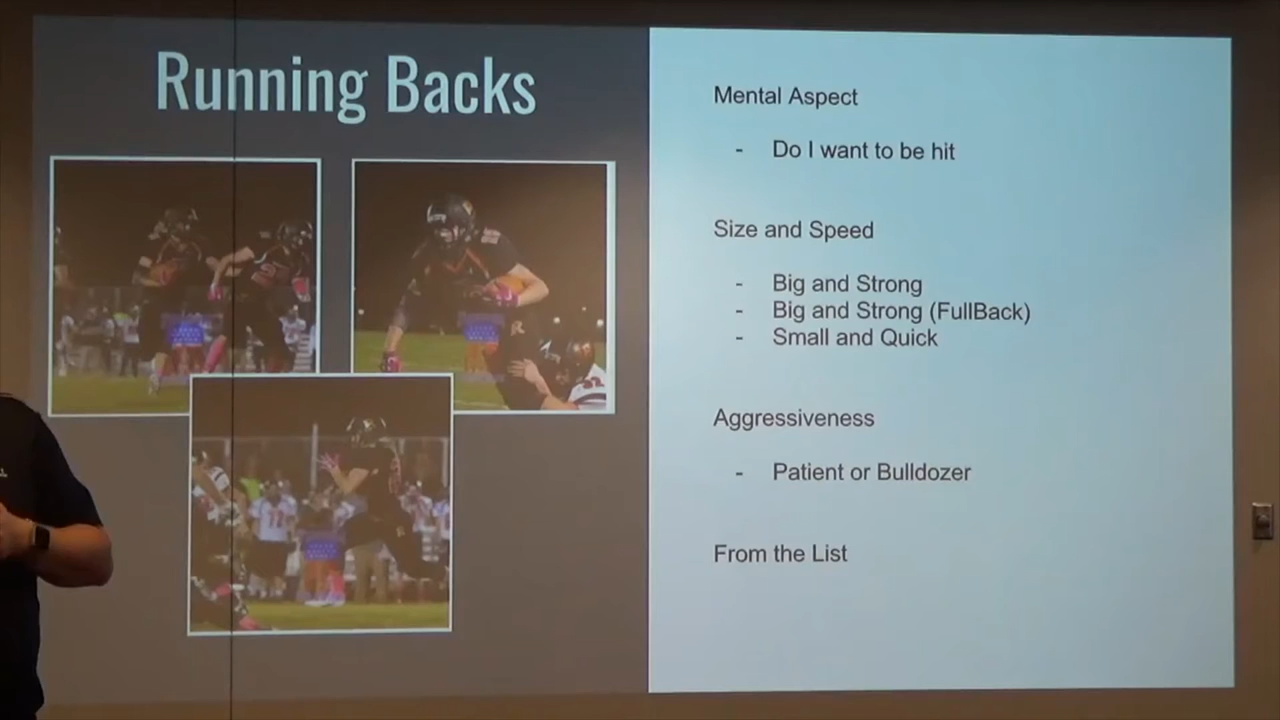 Running Backs
Mental Aspect
- Do I want to be hit
Size and Speed
- Big and Strong
- Big and Strong (FullBack)
- Small and Quick
Aggressiveness
- Patient or Bulldozer
From the List